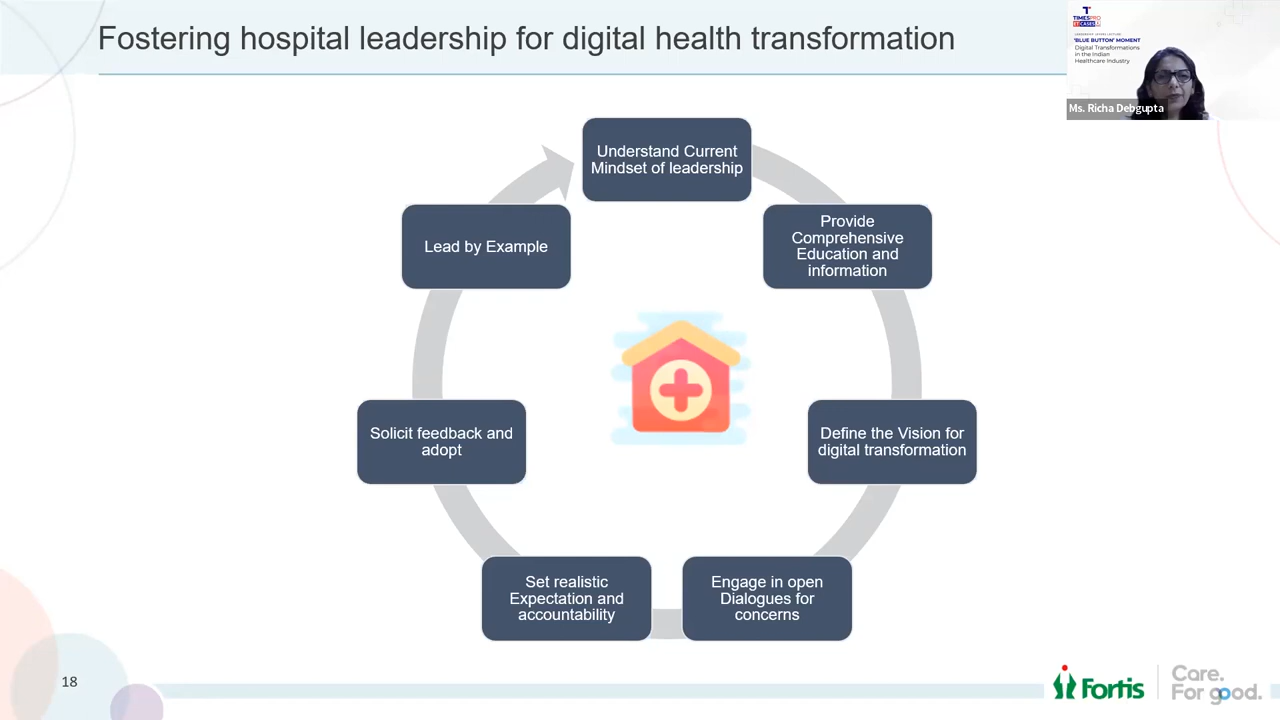 Fostering hospital leadership for digital health transformation
TIMESPRO
CASES
'BLUE BUTTON' MOMENT
Digital Transformations
in the Indian
Healthcare Industry
Ms. Richa Debgupta
Understand Current
Mindset of leadership
Provide
Comprehensive
Education and
information
Define the Vision for
digital transformation
Engage in open
Dialogues for
concerns
Set realistic
Expectation and
accountability
Solicit feedback and
adopt
Lead by Example
18
Fortis
Care.
For good.